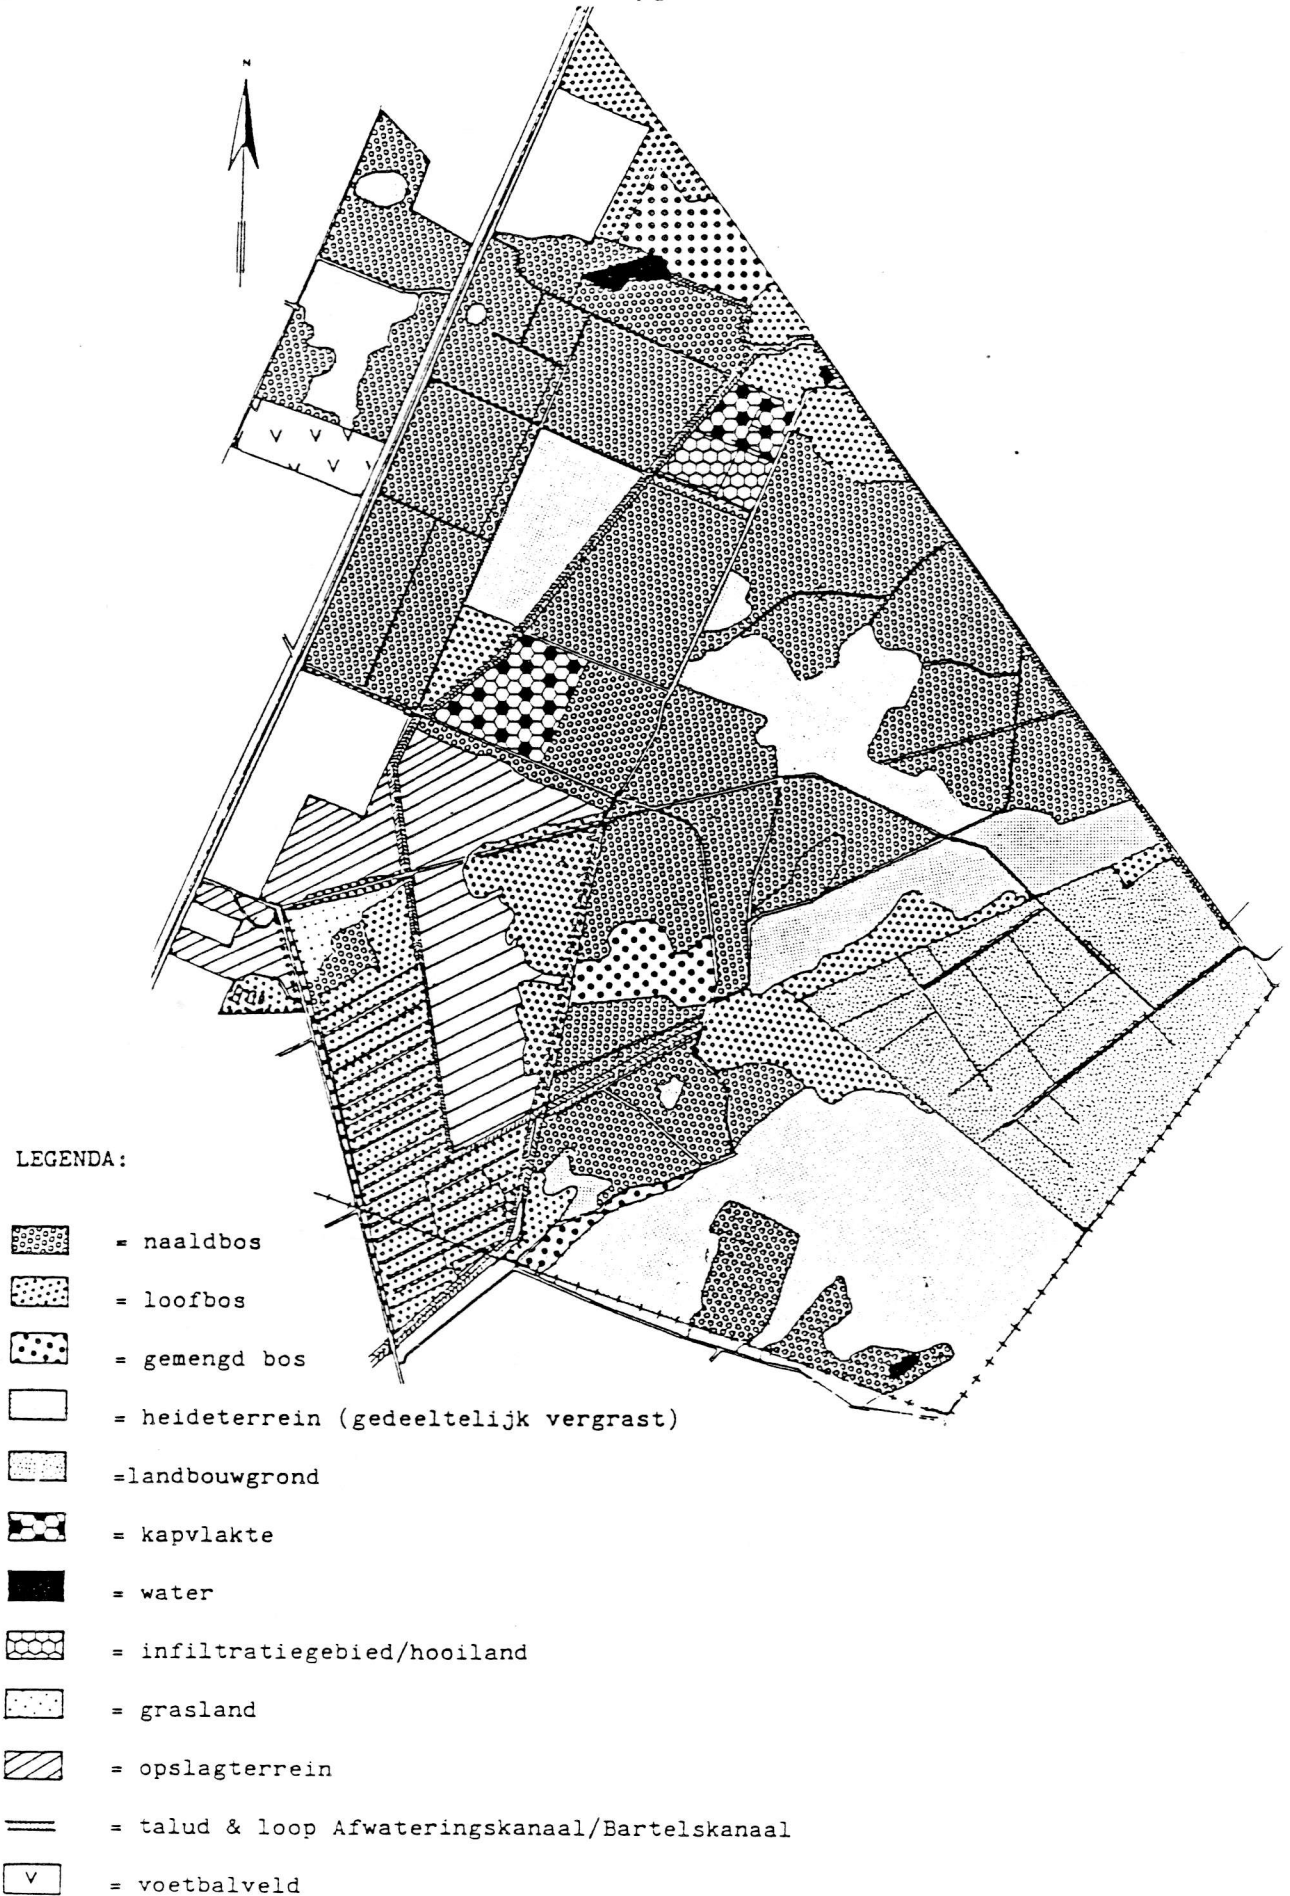 N
LEGENDA:
= naaldbos
= loofbos
= gemengd bos
= heideterrein (gedeeltelijk vergrast)
=landbouwgrond
= kapvlakte
= water
= infiltratiegebied/hooiland
= grasland
= opslagterrein
= talud & loop Afwateringskanaal/Bartelskanaal
= voetbalveld